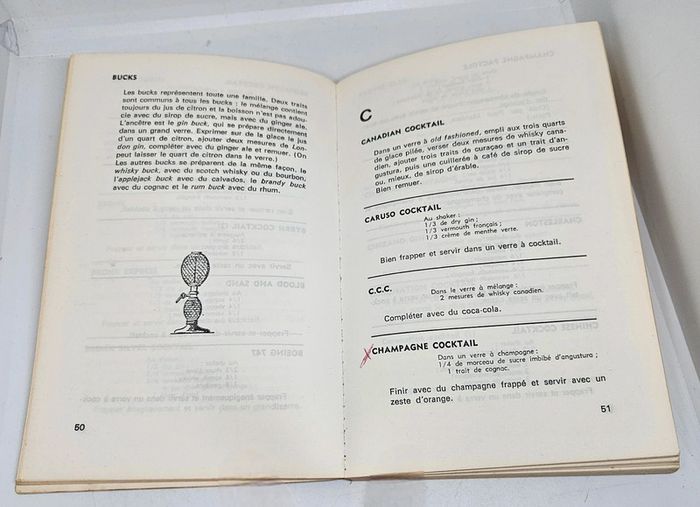 BUCKS
Les bucks représentent toute une famille. Deux traits
sont communs à tous les bucks : le mélange contient
toujours du jus de citron et la boisson n'est pas adou-
cie avec du sirop de sucre, mais avec du ginger ale.
L'ancêtre est le gin buck, qui se prépare directement
dans un grand verre. Exprimer sur de la glace le jus
d'un quart de citron, ajouter deux mesures de Lon-
don gin, compléter avec du ginger ale et remuer. (On
peut laisser le quart de citron dans le verre.)
Les autres bucks se préparent de la même façon, le
whisky buck, avec du scotch whisky ou du bourbon,
l'applejack buck avec du calvados, le brandy buck
avec du cognac et le rum buck avec du rhum.
50
C
CANADIAN COCKTAIL
Dans un verre à old fashioned, empli aux trois quarts
de glace pilée, verser deux mesures de whisky cana-
dien, ajouter trois traits de curaçao et un trait d'an-
gustura, puis une cuillerée à café de sirop de sucre
ou, mieux, de sirop d'érable.
Bien remuer.
CARUSO COCKTAIL
Au shaker :
1/3 de dry gin ;
1/3 vermouth français ;
1/3 crème de menthe verte.
Bien frapper et servir dans un verre à cocktail.
C.C.C.
Dans le verre à mélange :
2 mesures de whisky canadien.
Compléter avec du coca-cola.
CHAMPAGNE COCKTAIL
Dans un verre à champagne :
1/4 de morceau de sucre imbibé d'angustura ;
1 trait de cognac.
Finir avec du champagne frappé et servir avec un
zeste d'orange.
51